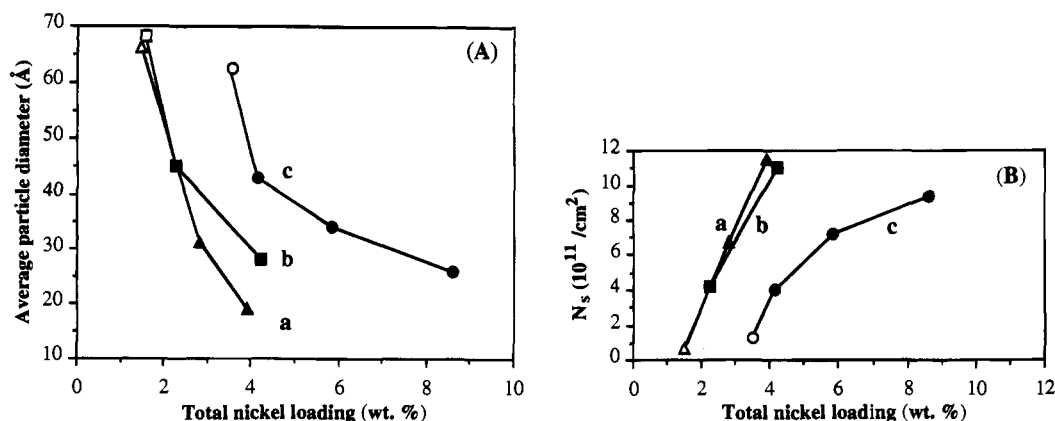 (A)
Average particle diameter (Å)
70
60
50
40
30
20
10
c
b
a
0 2 4 6 8 10
Total nickel loading (wt. %)
(B)
N_s (10^11 /cm^2)
12
10
8
6
4
2
0
a
b
c
0 2 4 6 8 10 12
Total nickel loading (wt. %)